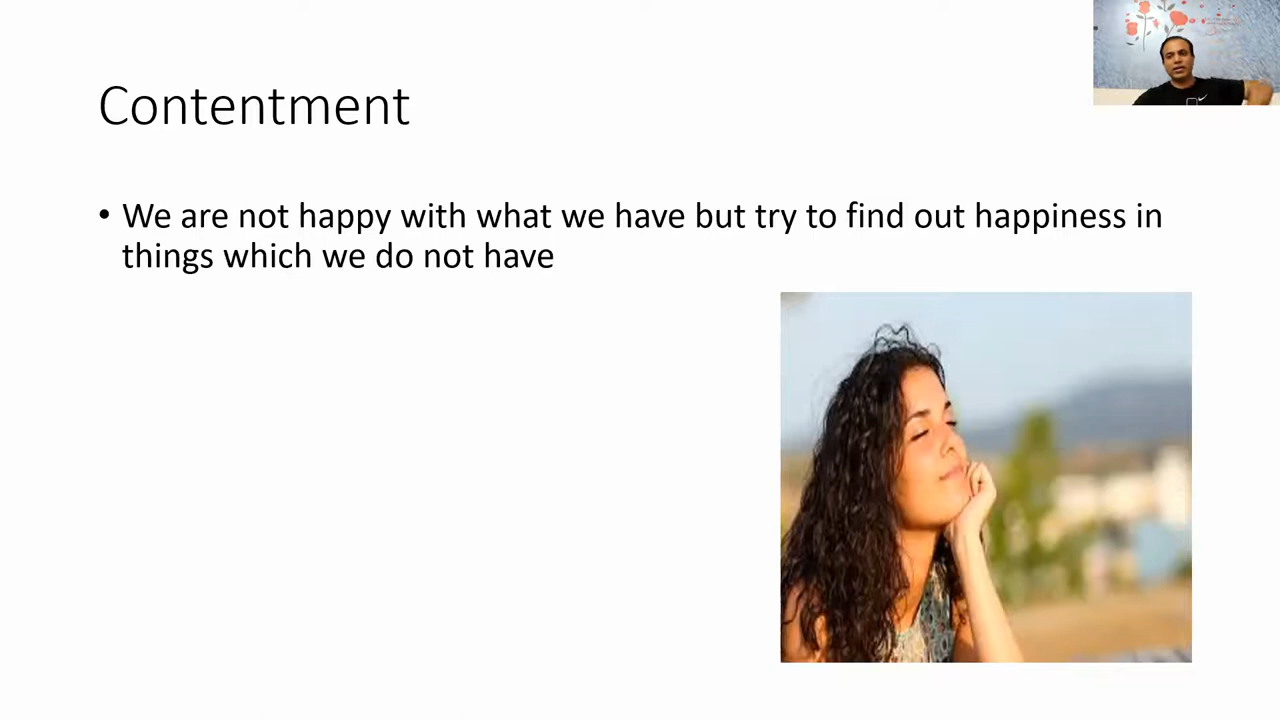 Contentment
• We are not happy with what we have but try to find out happiness in
things which we do not have